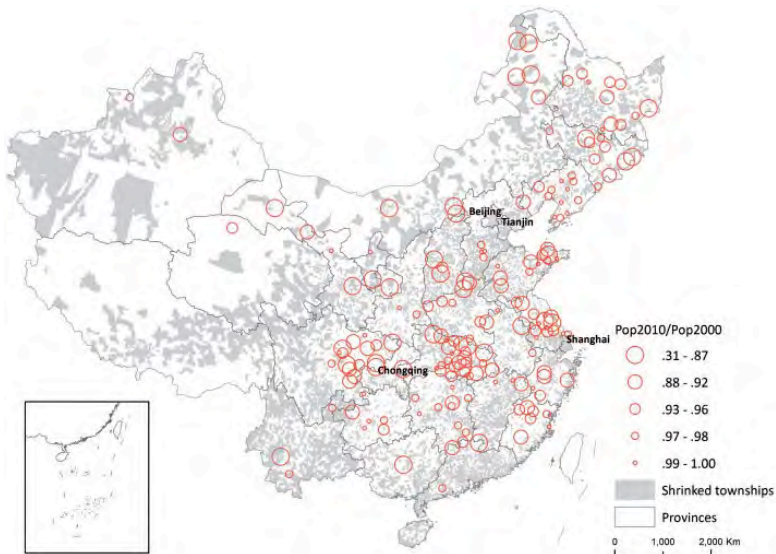 Beijing
Tianjin
Shanghai
Chongqing
Pop2010/Pop2000
.31 - .87
.88 - .92
.93 - .96
.97 - .98
.99 - 1.00
Shrinked townships
Provinces
0 1,000 2,000 Km